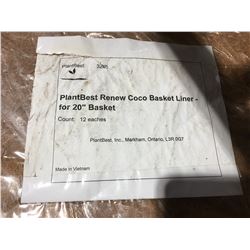 PlantBest
PlantBest Renew Coco Basket Liner -
for 20" Basket
Count: 12 eaches
PlantBest, Inc., Markham, Ontario, L3R 0G7
Made in Vietnam